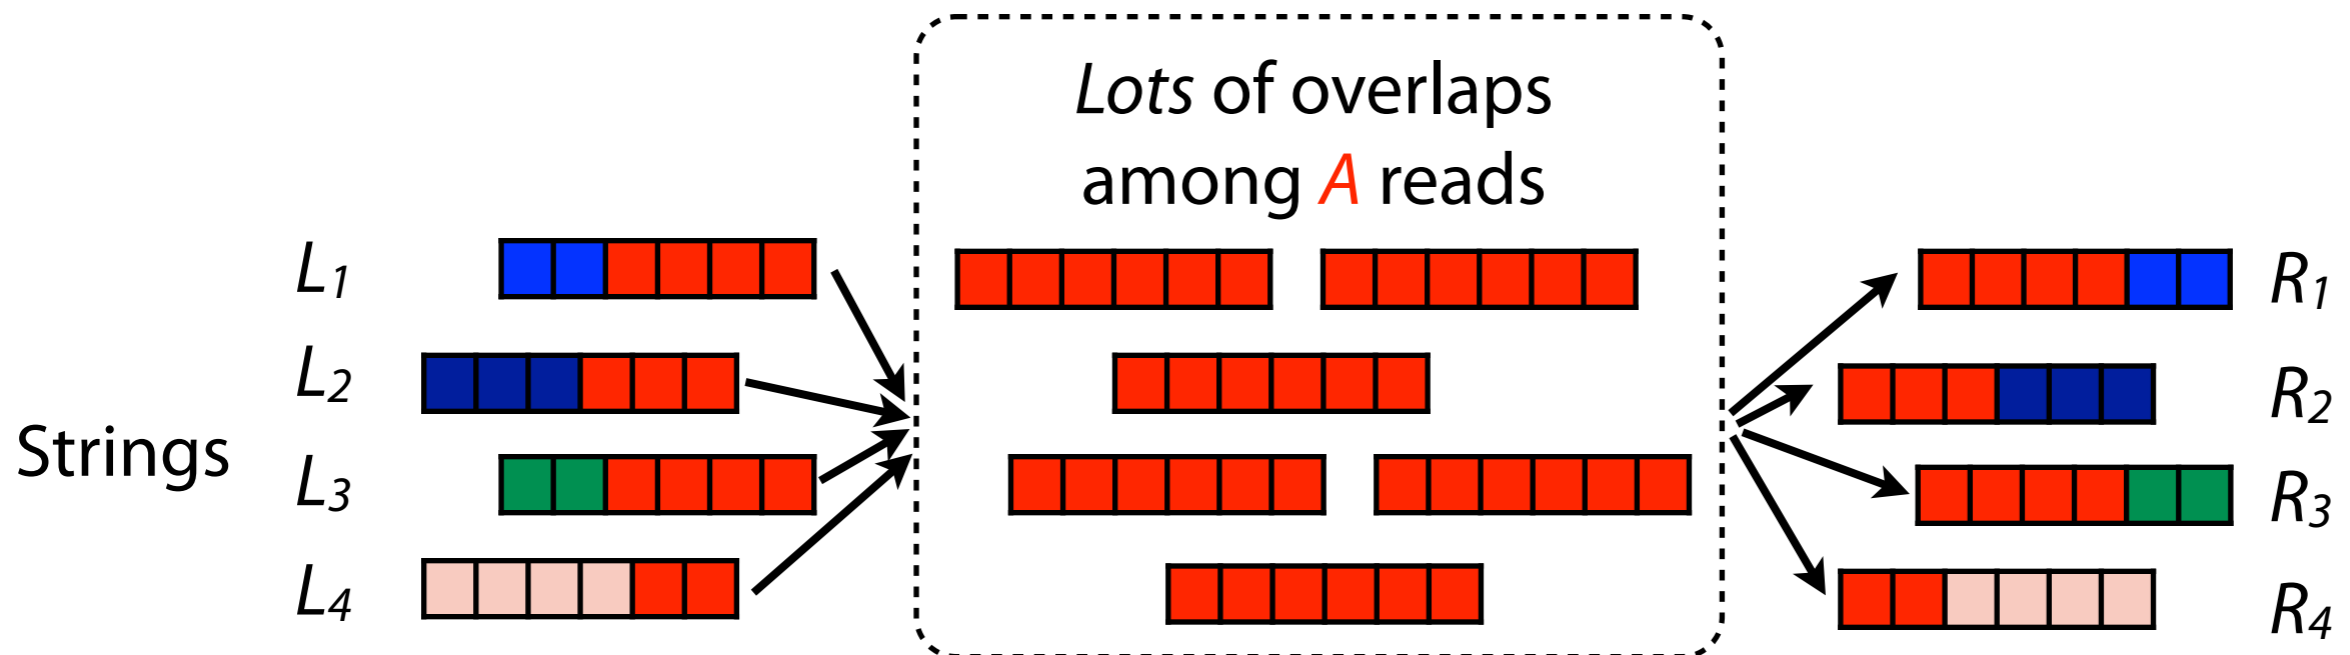 Lots of overlaps
among A reads
Strings
L1
L2
L3
L4
R1
R2
R3
R4